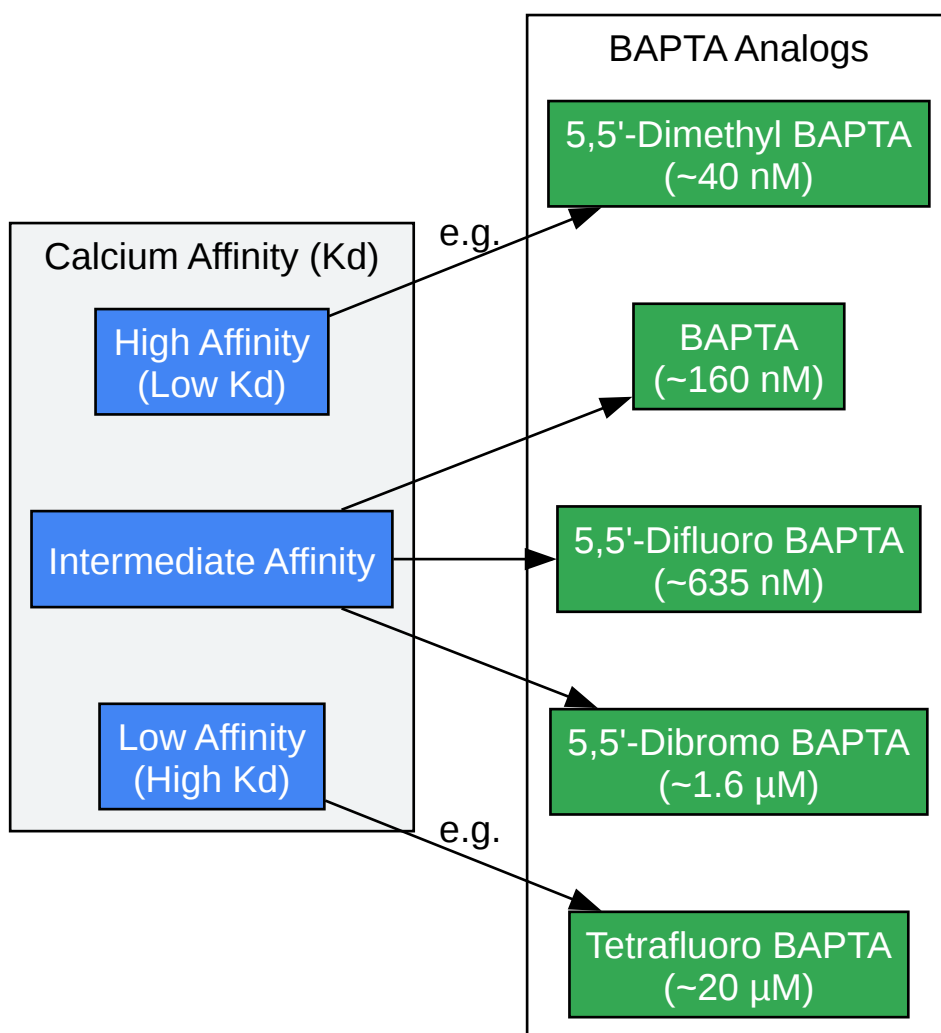 BAPTA Analogs
5,5'-Dimethyl BAPTA
(~40 nM)
e.g.
Calcium Affinity (Kd)
High Affinity
(Low Kd)
BAPTA
(~160 nM)
Intermediate Affinity
5,5'-Difluoro BAPTA
(~635 nM)
Low Affinity
(High Kd)
5,5'-Dibromo BAPTA
(~1.6 µM)
e.g.
Tetrafluoro BAPTA
(~20 µM)